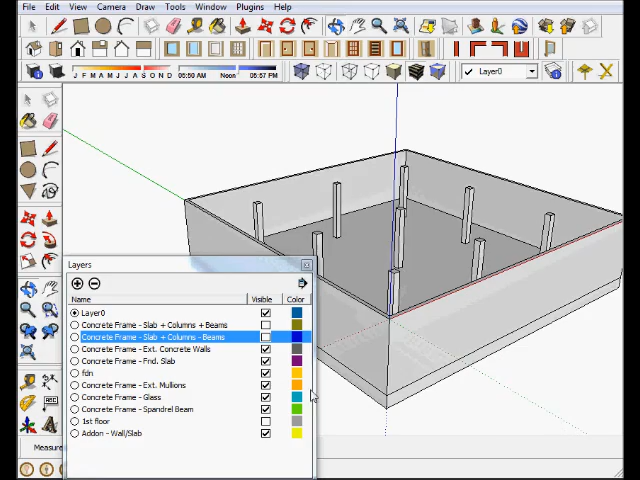 File Edit View Camera Draw Tools Window Plugins Help
J F M A M J J A S O N D 05:50 AM Noon 05:57 PM Layer0
Layers
Name Visible Color
Layer0
Concrete Frame - Slab + Columns +Beams
Concrete Frame - Slab + Columns -Beams
Concrete Frame - Ext. Concrete Walls
Concrete Frame - Fnd. Slab
fdn
Concrete Frame - Ext. Mullions
Concrete Frame - Glass
Concrete Frame - Spandrel Beam
1st floor
Addon - Wall/Slab
ABC
Measure